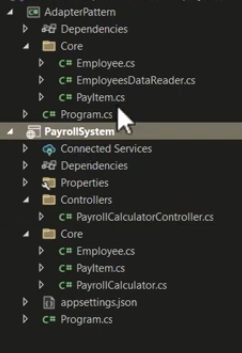 AdapterPattern
Dependencies
Core
C# Employee.cs
C# EmployeesDataReader.cs
C# PayItem.cs
C# Program.cs
PayrollSystem
Connected Services
Dependencies
Properties
Controllers
C# PayrollCalculatorController.cs
Core
C# Employee.cs
C# PayItem.cs
C# PayrollCalculator.cs
appsettings.json
C# Program.cs